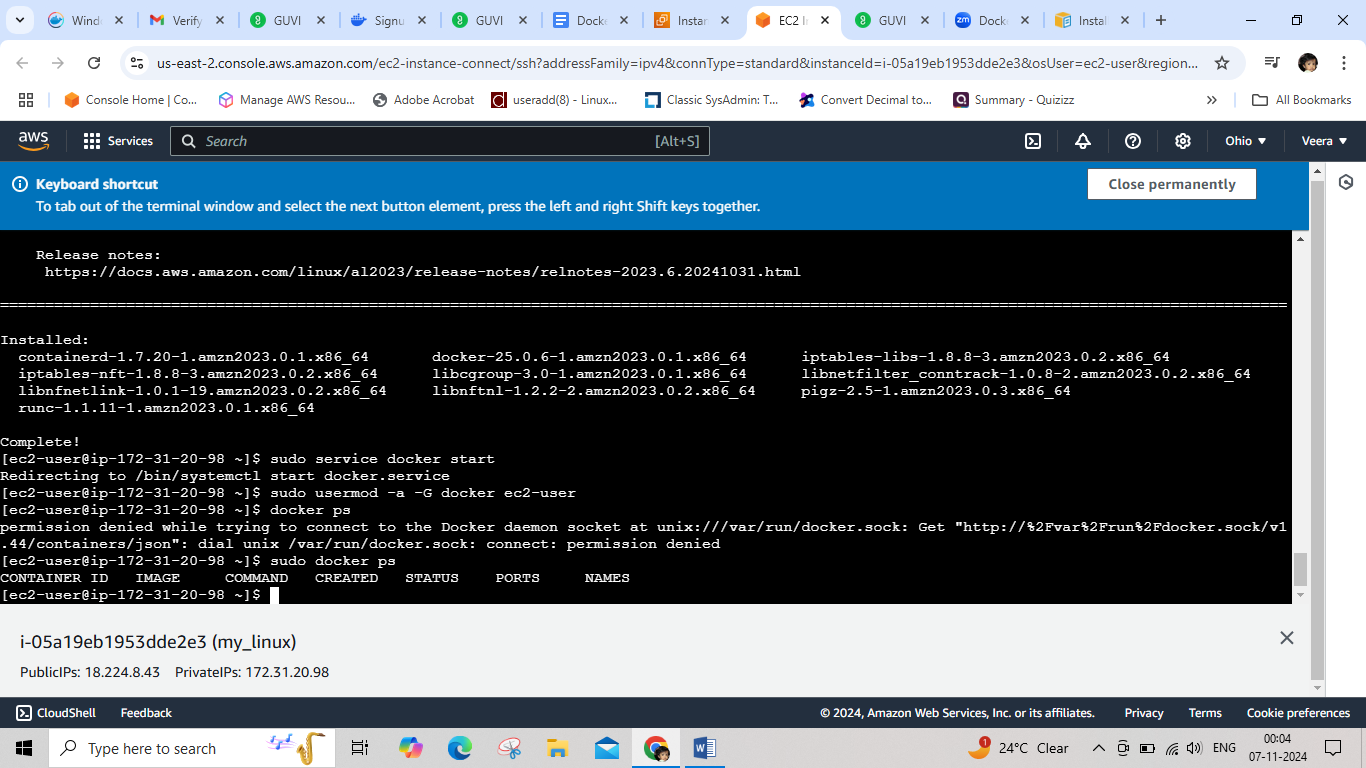 Windo
Verify
GUVI
Signu
GUVI
Docke
Instan
EC2 In
GUVI
Docke
Instal
us-east-2.console.aws.amazon.com/ec2-instance-connect/ssh?addressFamily=ipv4&connType=standard&instanceId=i-05a19eb1953dde2e3&osUser=ec2-user&region...
Console Home | Co...
Manage AWS Resou...
Adobe Acrobat
useradd(8) - Linux...
Classic SysAdmin: T...
Convert Decimal to...
Summary - Quizizz
All Bookmarks
aws
Services
Search
[Alt+S]
Ohio
Veera
Keyboard shortcut
To tab out of the terminal window and select the next button element, press the left and right Shift keys together.
Close permanently
Release notes:
https://docs.aws.amazon.com/linux/al2023/release-notes/relnotes-2023.6.20241031.html
Installed:
containerd-1.7.20-1.amzn2023.0.1.x86_64 docker-25.0.6-1.amzn2023.0.1.x86_64 iptables-libs-1.8.8-3.amzn2023.0.2.x86_64
iptables-nft-1.8.8-3.amzn2023.0.2.x86_64 libcgroup-3.0-1.amzn2023.0.1.x86_64 libnetfilter_conntrack-1.0.8-2.amzn2023.0.2.x86_64
libnfnetlink-1.0.1-19.amzn2023.0.2.x86_64 libnftnl-1.2.2-2.amzn2023.0.2.x86_64 pigz-2.5-1.amzn2023.0.3.x86_64
runc-1.1.11-1.amzn2023.0.1.x86_64
Complete!
[ec2-user@ip-172-31-20-98 ~]$ sudo service docker start
Redirecting to /bin/systemctl start docker.service
[ec2-user@ip-172-31-20-98 ~]$ sudo usermod -a -G docker ec2-user
[ec2-user@ip-172-31-20-98 ~]$ docker ps
permission denied while trying to connect to the Docker daemon socket at unix:///var/run/docker.sock: Get "http://%2Fvar%2Frun%2Fdocker.sock/v1
.44/containers/json": dial unix /var/run/docker.sock: connect: permission denied
[ec2-user@ip-172-31-20-98 ~]$ sudo docker ps
CONTAINER ID IMAGE COMMAND CREATED STATUS PORTS NAMES
[ec2-user@ip-172-31-20-98 ~]$
i-05a19eb1953dde2e3 (my_linux)
PublicIPs: 18.224.8.43 PrivateIPs: 172.31.20.98
CloudShell
Feedback
© 2024, Amazon Web Services, Inc. or its affiliates.
Privacy
Terms
Cookie preferences
Type here to search
1
24°C Clear
ENG
00:04
07-11-2024